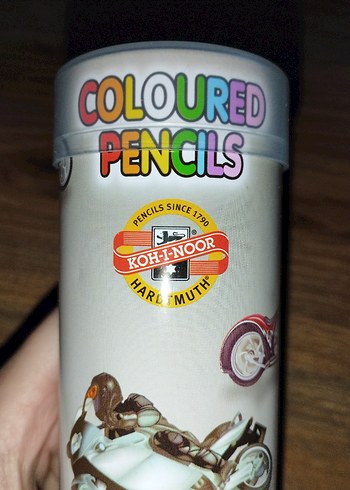 COLOURED
PENCILS
PENCILS SINCE 1790
KOH-I-NOOR
®
HARDTMUTH®